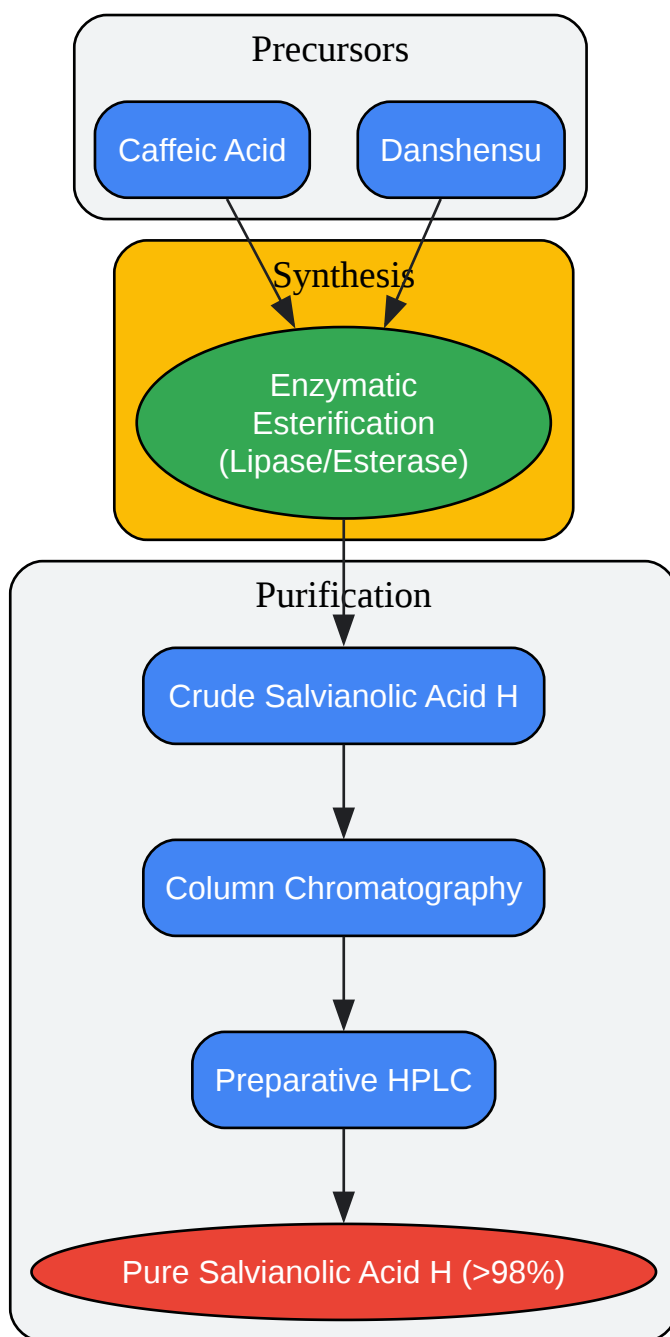 Precursors
Caffeic Acid
Danshensu
Synthesis
Enzymatic
Esterification
(Lipase/Esterase)
Purification
Crude Salvianolic Acid H
Column Chromatography
Preparative HPLC
Pure Salvianolic Acid H (>98%)